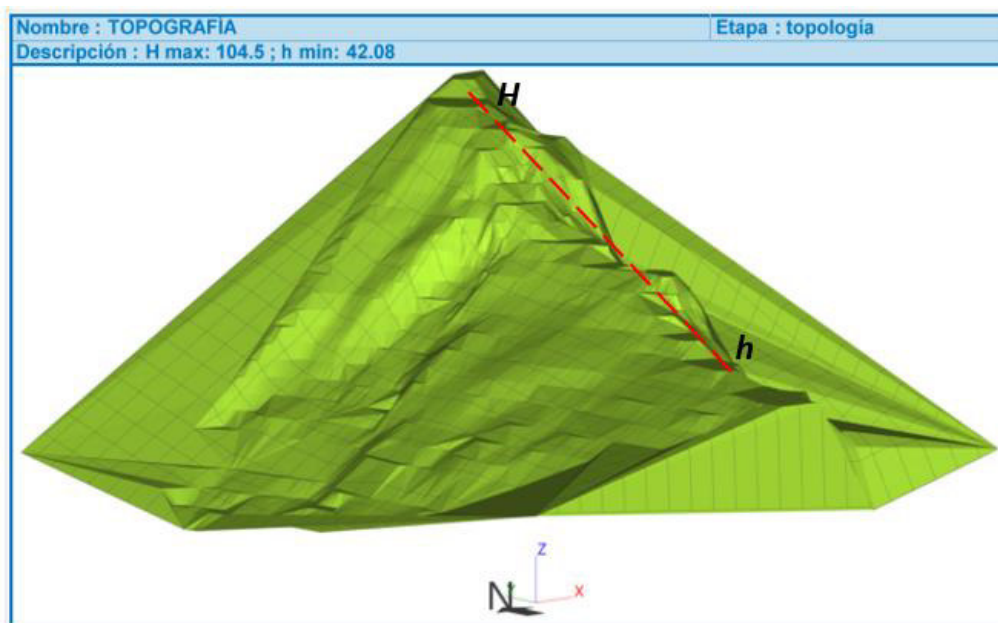 Nombre : TOPOGRAFÍA
Etapa : topología
Descripción : H max: 104.5 ; h min: 42.08
H
h
Z
N
Y
X